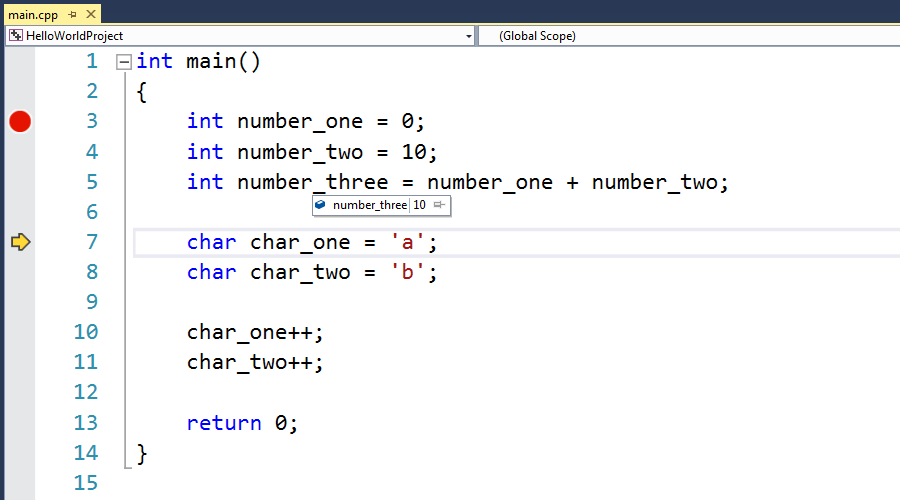 main.cpp
HelloWorldProject (Global Scope)
1 int main()
2 {
3 int number_one = 0;
4 int number_two = 10;
5 int number_three = number_one + number_two;
number_three 10
6
7 char char_one = 'a';
8 char char_two = 'b';
9
10 char_one++;
11 char_two++;
12
13 return 0;
14 }
15